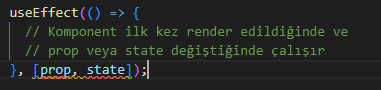 useEffect(() => {
// Komponent ilk kez render edildiğinde ve
// prop veya state değiştiğinde çalışır
}, [prop, state]);